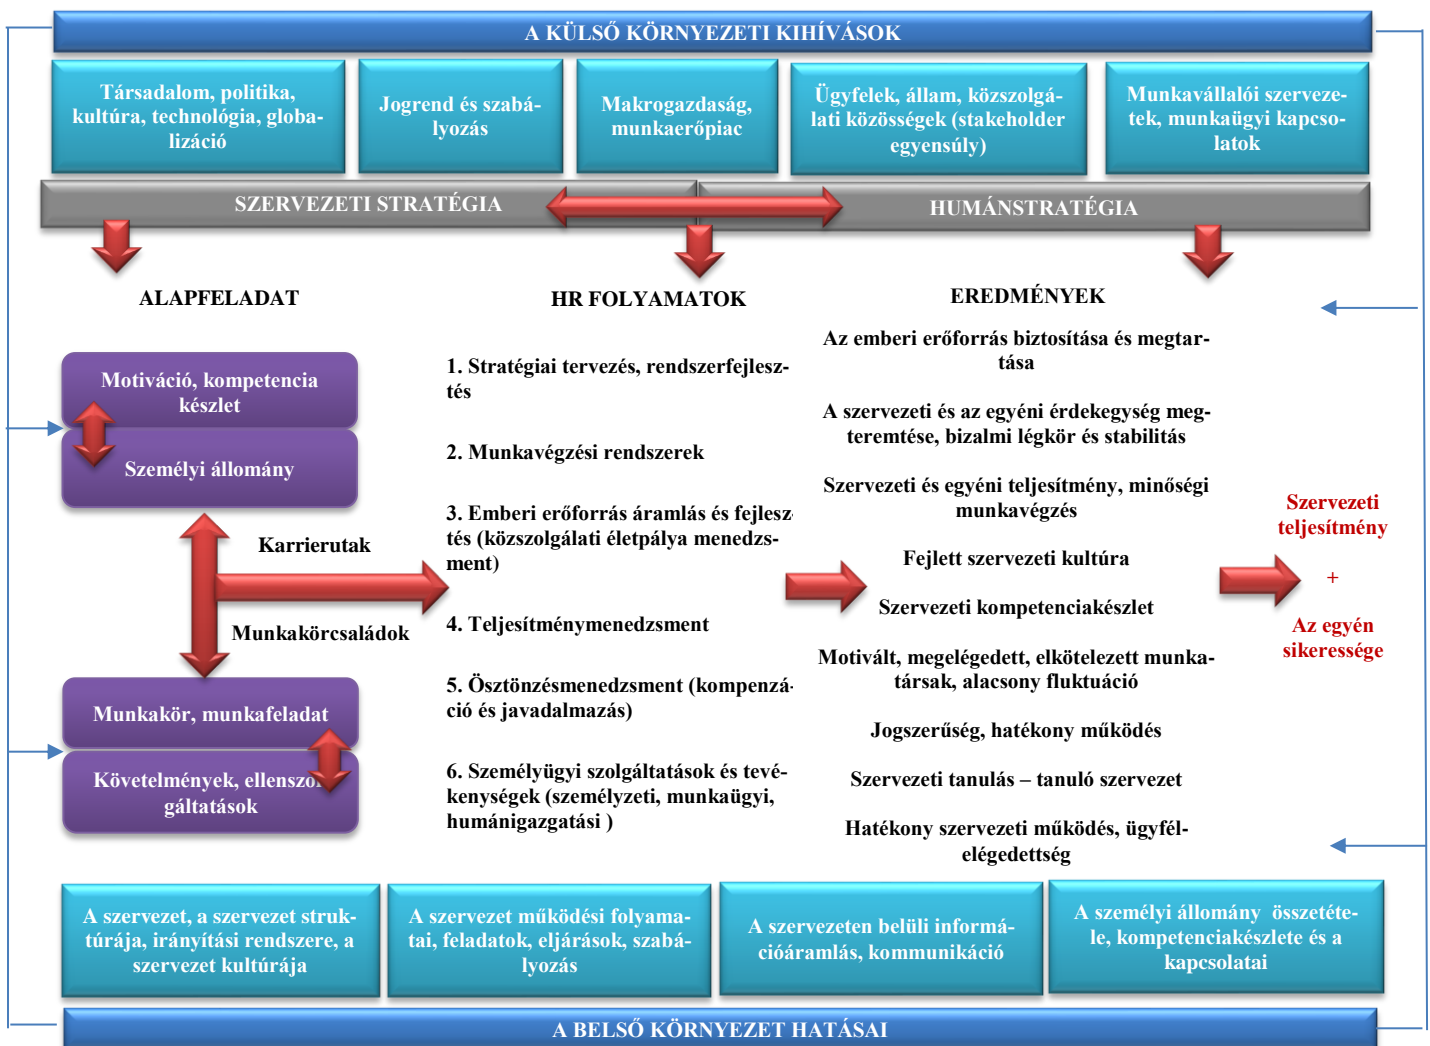 A KÜLSŐ KÖRNYEZETI KIHÍVÁSOK
Társadalom, politika,
kultúra, technológia, globa-
lizáció
Jogrend és szabá-
lyozás
Makrogazdaság,
munkaerőpiac
Ügyfelek, állam, közszolgá-
lati közösségek (stakeholder
egyensúly)
Munkavállalói szerveze-
tek, munkaügyi kapcso-
latok
SZERVEZETI STRATÉGIA
HUMÁNSTRATÉGIA
ALAPFELADAT
Motiváció, kompetencia
készlet
Személyi állomány
Karrierutak
Munkakörcsaládok
Munkakör, munkafeladat
Követelmények, ellenszol
gáltatások
HR FOLYAMATOK
1. Stratégiai tervezés, rendszerfejlesz-
tés
2. Munkavégzési rendszerek
3. Emberi erőforrás áramlás és fejlesz-
tés (közszolgálati életpálya menedzs-
ment)
4. Teljesítménymenedzsment
5. Ösztönzésmenedzsment (kompenzá-
ció és javadalmazás)
6. Személyügyi szolgáltatások és tevé-
kenységek (személyzeti, munkaügyi,
humánigazgatási )
EREDMÉNYEK
Az emberi erőforrás biztosítása és megtar-
tása
A szervezeti és az egyéni érdekegység meg-
teremtése, bizalmi légkör és stabilitás
Szervezeti és egyéni teljesítmény, minőségi
munkavégzés
Fejlett szervezeti kultúra
Szervezeti kompetenciakészlet
Motivált, megelégedett, elkötelezett munka-
társak, alacsony fluktuáció
Jogszerűség, hatékony működés
Szervezeti tanulás – tanuló szervezet
Hatékony szervezeti működés, ügyfél-
elégedettség
Szervezeti
teljesítmény
+
Az egyén
sikeressége
A szervezet, a szervezet struk-
túrája, irányítási rendszere, a
szervezet kultúrája
A szervezet működési folyama-
tai, feladatok, eljárások, szabá-
lyozás
A szervezeten belüli informá-
cióáramlás, kommunikáció
A személyi állomány összetéte-
le, kompetenciakészlete és a
kapcsolatai
A BELSŐ KÖRNYEZET HATÁSAI